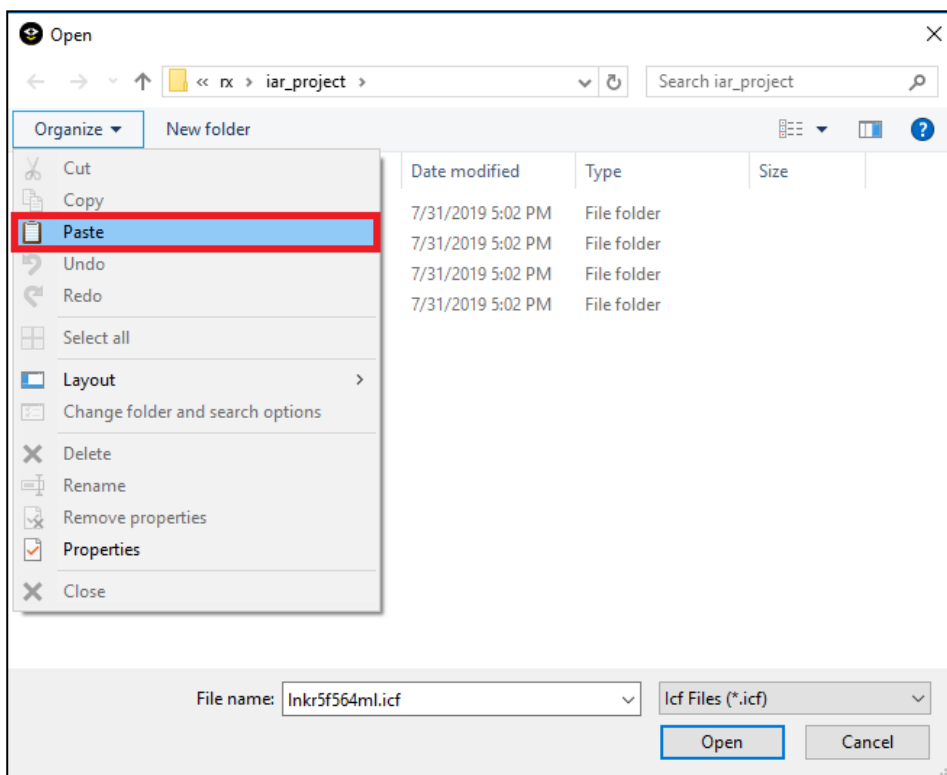 Open
« rx > iar_project >
Search iar_project
Organize
New folder
Date modified
Type
Size
Cut
Copy
Paste
Undo
Redo
Select all
Layout
Change folder and search options
Delete
Rename
Remove properties
Properties
Close
7/31/2019 5:02 PM File folder
7/31/2019 5:02 PM File folder
7/31/2019 5:02 PM File folder
7/31/2019 5:02 PM File folder
File name: lnkr5f564ml.icf
Icf Files (*.icf)
Open
Cancel